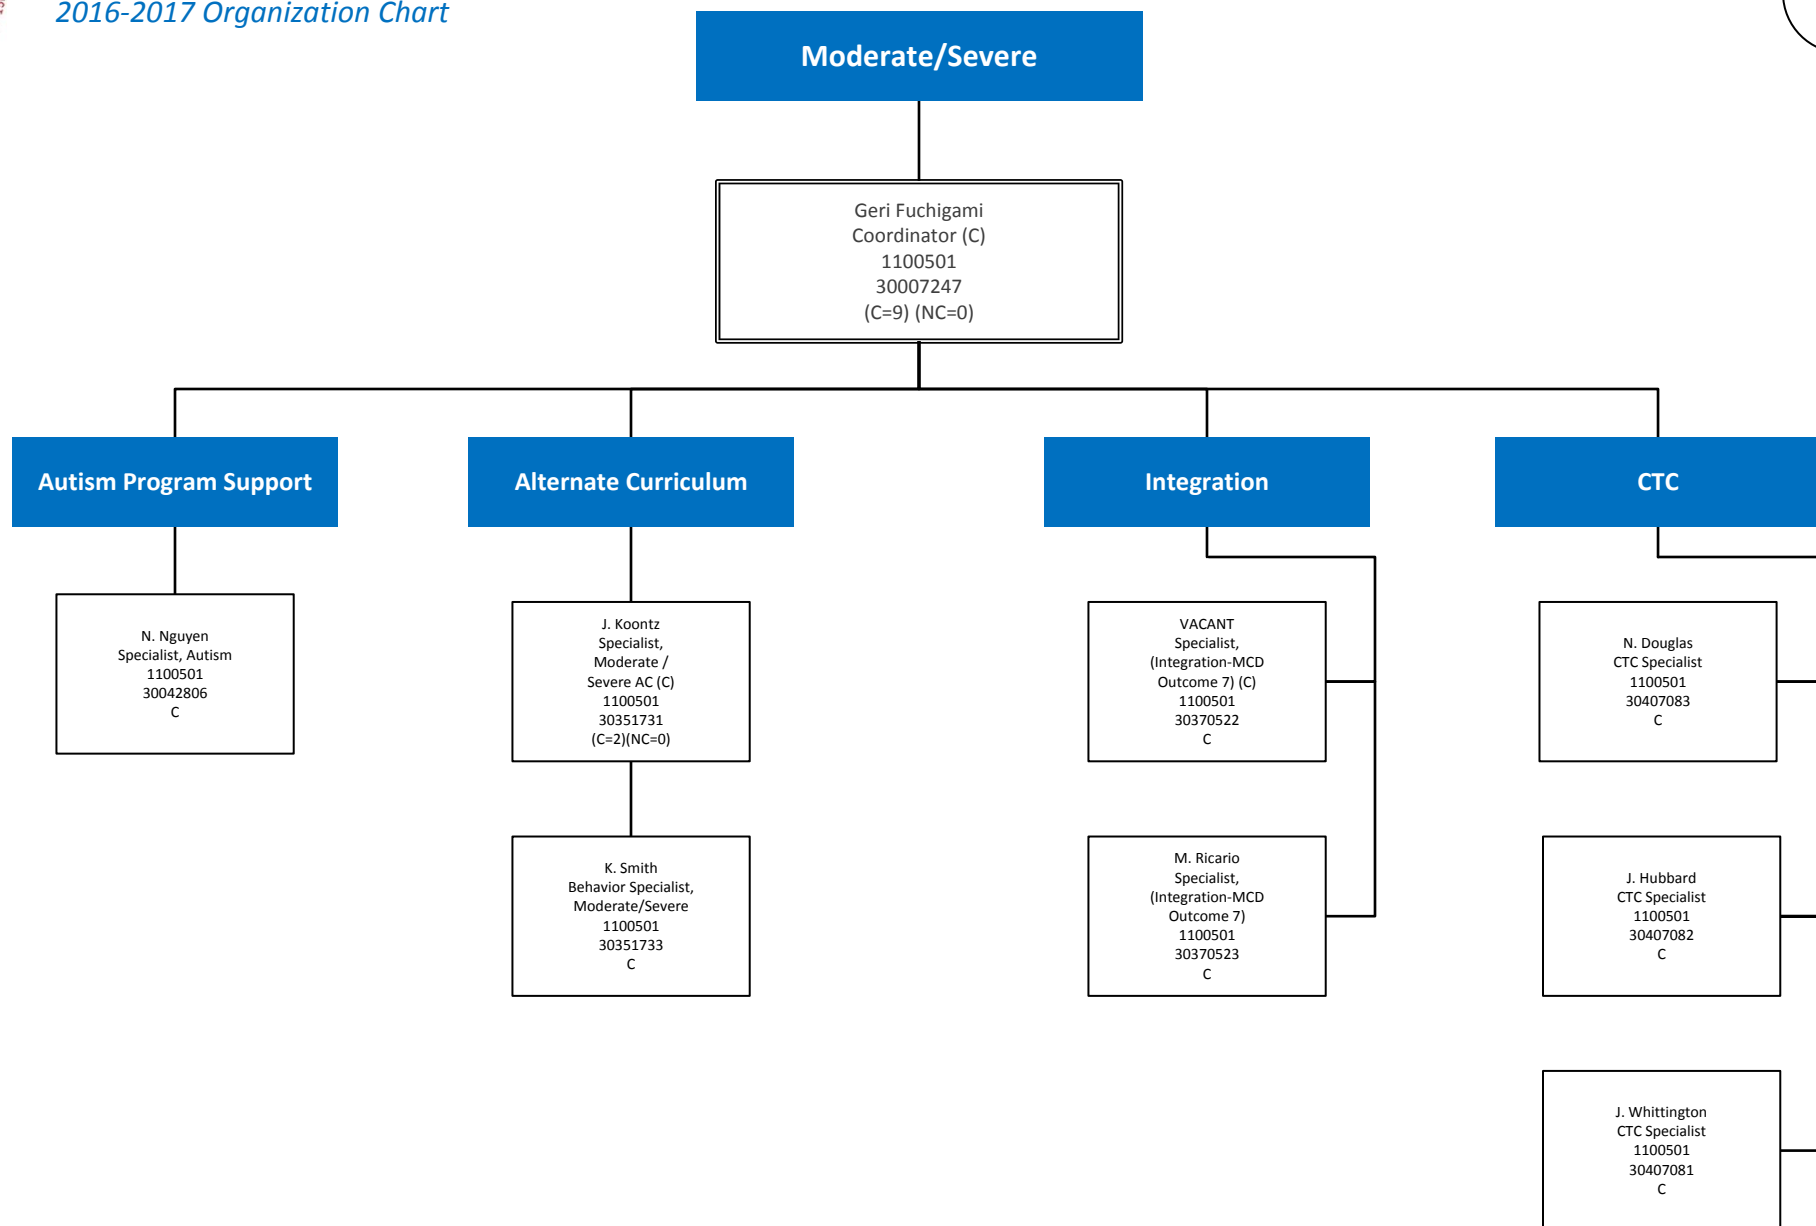 2016-2017 Organization Chart
Moderate/Severe
Geri Fuchigami
Coordinator (C)
1100501
30007247
(C=9) (NC=0)
Autism Program Support
Alternate Curriculum
Integration
CTC
N. Nguyen
Specialist, Autism
1100501
30042806
C
J. Koontz
Specialist,
Moderate /
Severe AC (C)
1100501
30351731
(C=2)(NC=0)
VACANT
Specialist,
(Integration-MCD
Outcome 7) (C)
1100501
30370522
C
N. Douglas
CTC Specialist
1100501
30407083
C
K. Smith
Behavior Specialist,
Moderate/Severe
1100501
30351733
C
M. Ricario
Specialist,
(Integration-MCD
Outcome 7)
1100501
30370523
C
J. Hubbard
CTC Specialist
1100501
30407082
C
J. Whittington
CTC Specialist
1100501
30407081
C